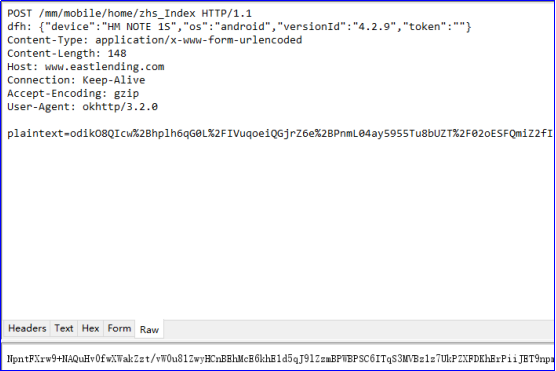 POST /mm/mobile/home/zhs_Index HTTP/1.1
dfh: {"device":"HM NOTE 1S","os":"android","versionId":"4.2.9","token":""}
Content-Type: application/x-www-form-urlencoded
Content-Length: 148
Host: www.eastlending.com
Connection: Keep-Alive
Accept-Encoding: gzip
User-Agent: okhttp/3.2.0
plaintext=odikO8QIcw%2Bhplh6qG0L%2FIVuqoeiQGjrZ6e%2BPnmL04ay5955Tu8bUZT%2F02oESFQmiZ2fI
Headers Text Hex Form Raw
NpntFXrw9+NAQuHv0fwXWakZzt/vW0u81ZwyHCnBEhMcE6khEld5qJ9lZzmBPWBPSC6ITqS3MVBz1z7UkPZXFDKhErPiiJET9npm